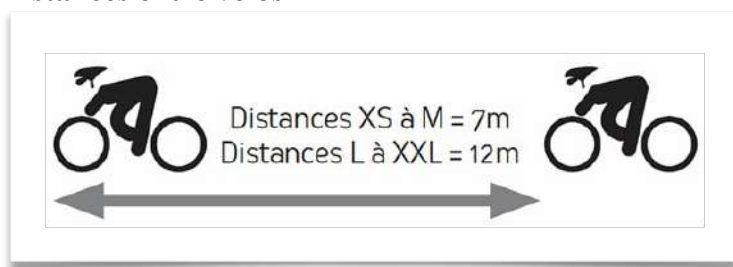 Distances XS à M = 7m
Distances L à XXL = 12m